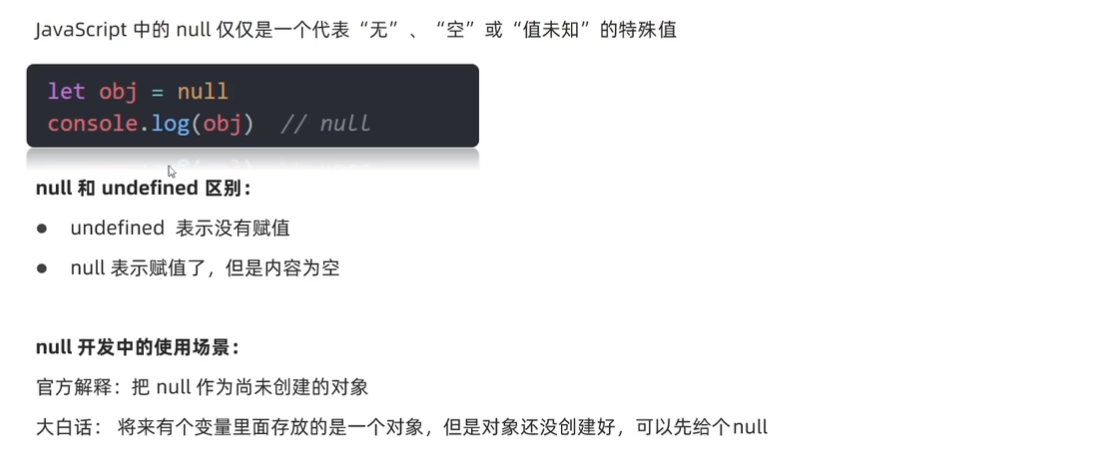 JavaScript 中的 null 仅仅是一个代表“无”、“空”或“值未知”的特殊值
let obj = null
console.log(obj)  // null
null 和 undefined 区别：
● undefined 表示没有赋值
● null 表示赋值了，但是内容为空
null 开发中的使用场景：
官方解释：把 null 作为尚未创建的对象
大白话： 将来有个变量里面存放的是一个对象，但是对象还没创建好，可以先给个null